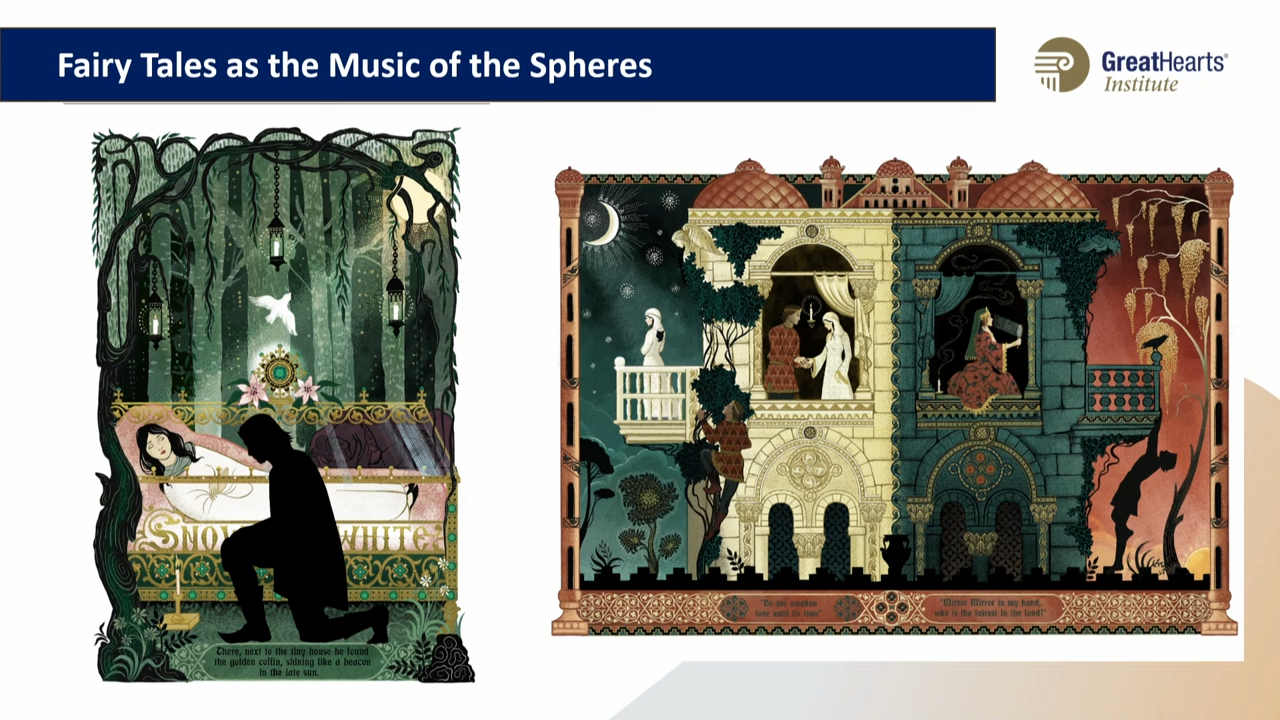 Fairy Tales as the Music of the Spheres
GreatHearts®
Institute
SNOW WHITE
There, next to the tiny house he found
the golden coffin, shining like a beacon
in the late sun.
"Do not awaken
love until its time"
"Mirror Mirror in my hand,
who is the fairest in the land?"